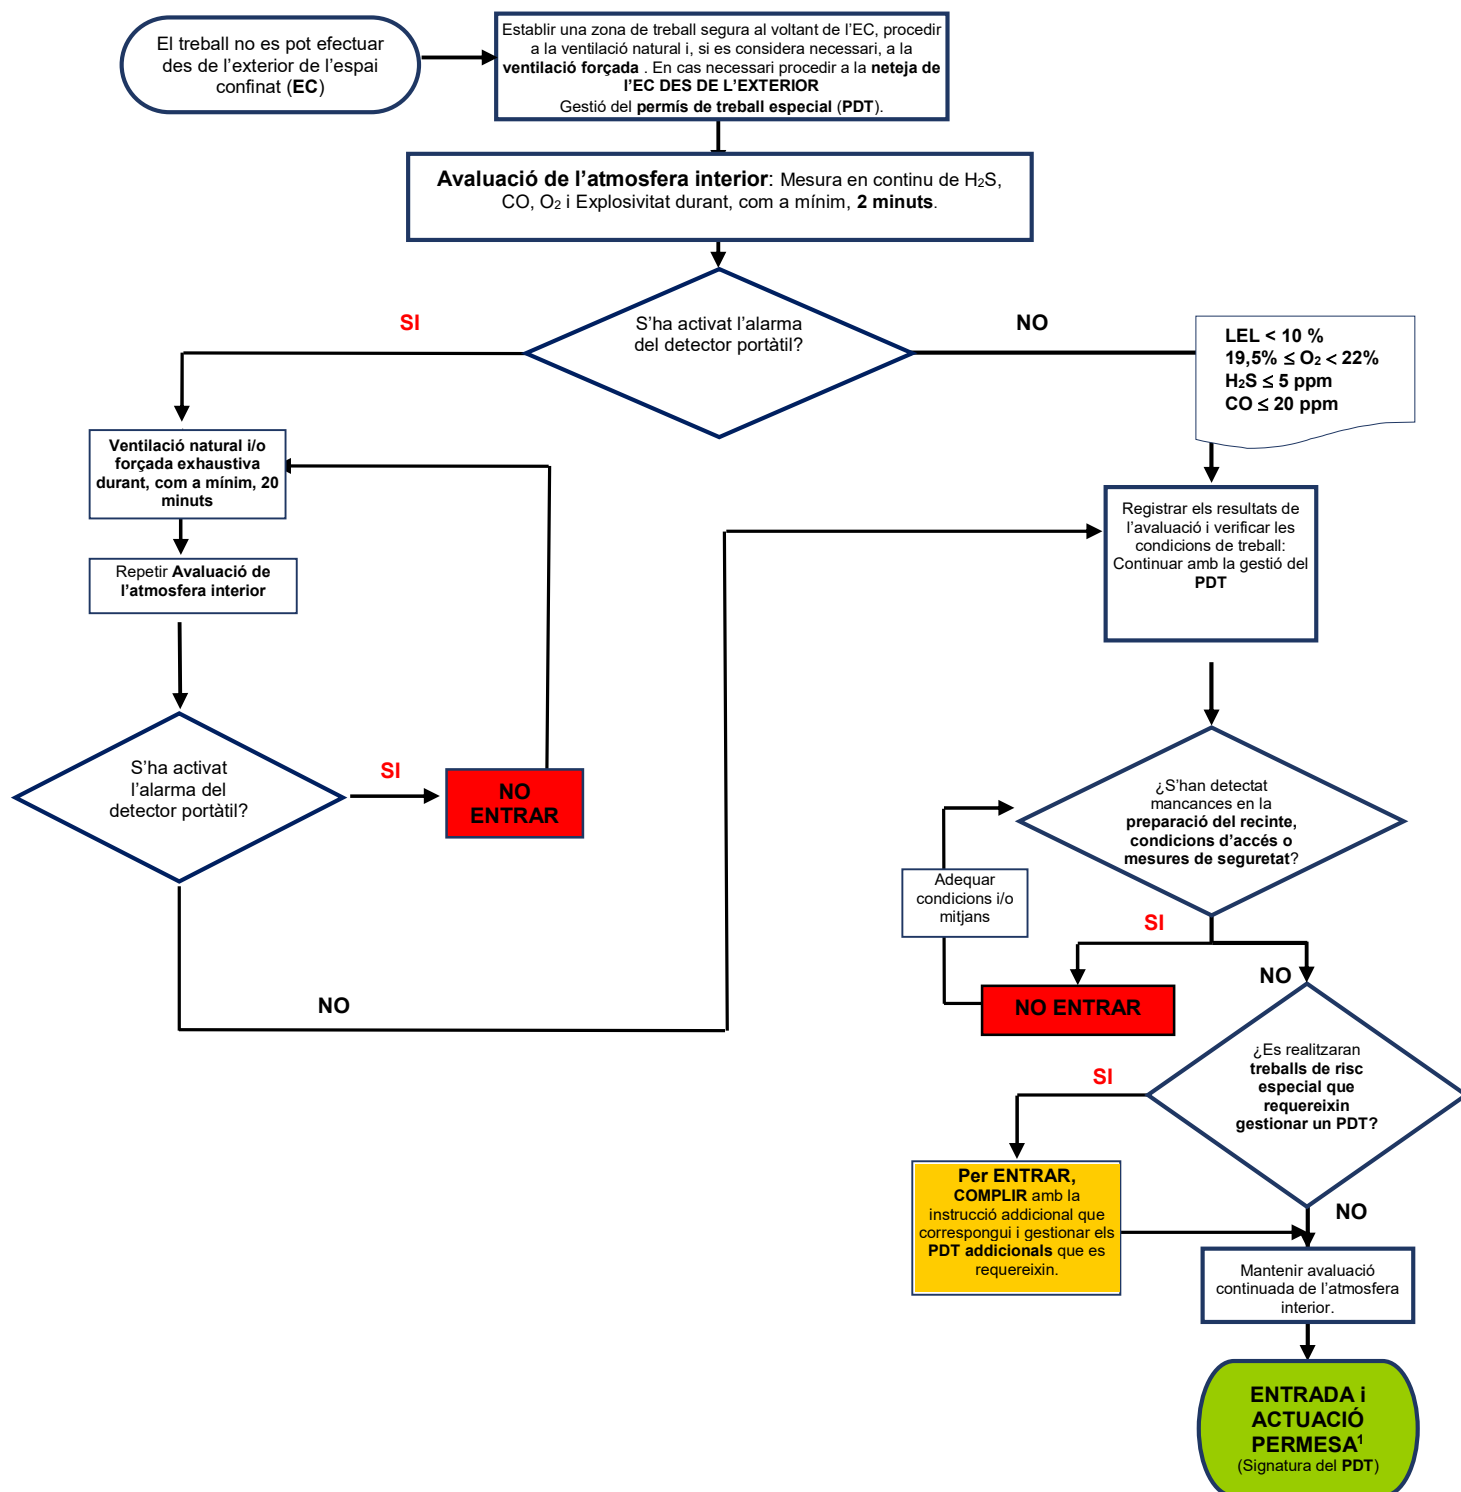 El treball no es pot efectuar
des de l'exterior de l'espai
confinat (EC)
Establir una zona de treball segura al voltant de l'EC, procedir
a la ventilació natural i, si es considera necessari, a la
ventilació forçada . En cas necessari procedir a la neteja de
l'EC DES DE L'EXTERIOR
Gestió del permís de treball especial (PDT).
Avaluació de l'atmosfera interior: Mesura en continu de H₂S,
CO, O₂ i Explosivitat durant, com a mínim, 2 minuts.
S'ha activat l'alarma
del detector portàtil?
SI
NO
LEL < 10 %
19,5% ≤ O₂ < 22%
H₂S ≤ 5 ppm
CO ≤ 20 ppm
Ventilació natural i/o
forçada exhaustiva
durant, com a mínim, 20
minuts
Repetir Avaluació de
l'atmosfera interior
S'ha activat
l'alarma del
detector portàtil?
SI
NO
ENTRAR
NO
Registrar els resultats de
l'avaluació i verificar les
condicions de treball:
Continuar amb la gestió del
PDT
¿S'han detectat
mancances en la
preparació del recinte,
condicions d'accés o
mesures de seguretat?
Adequar
condicions i/o
mitjans
SI
NO ENTRAR
NO
¿Es realitzaran
treballs de risc
especial que
requereixin
gestionar un PDT?
SI
Per ENTRAR,
COMPLIR amb la
instrucció addicional que
correspongui i gestionar els
PDT addicionals que es
requereixin.
NO
Mantenir avaluació
continuada de l'atmosfera
interior.
ENTRADA i
ACTUACIÓ
PERMESA¹
(Signatura del PDT)